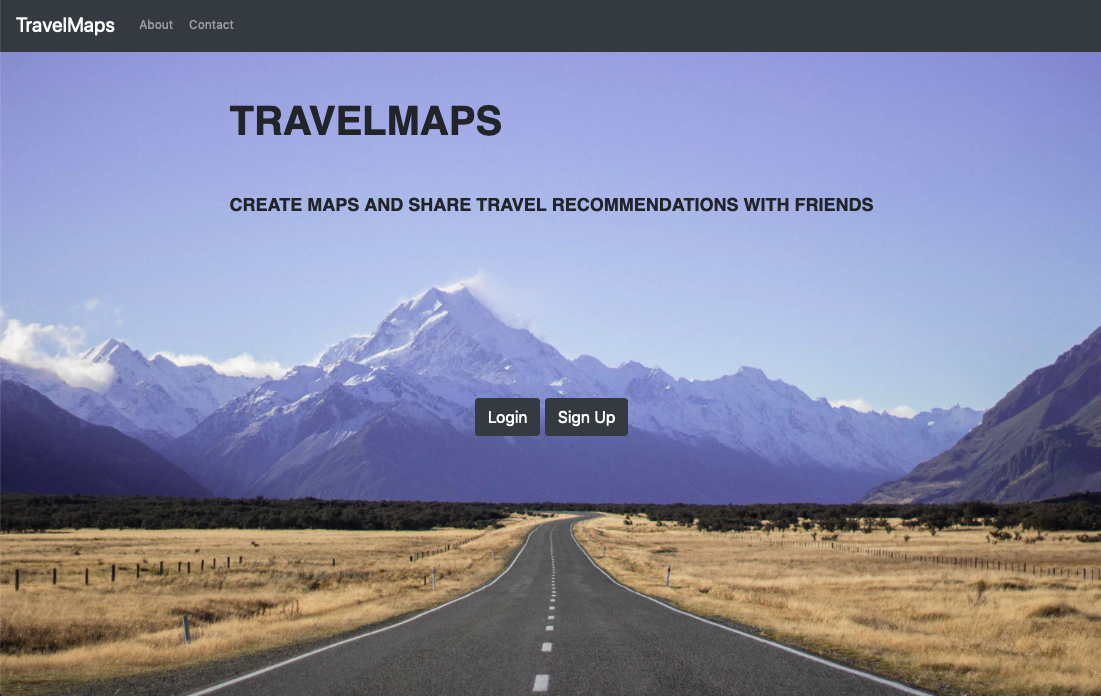 TravelMaps About Contact
TRAVELMAPS
CREATE MAPS AND SHARE TRAVEL RECOMMENDATIONS WITH FRIENDS
Login Sign Up